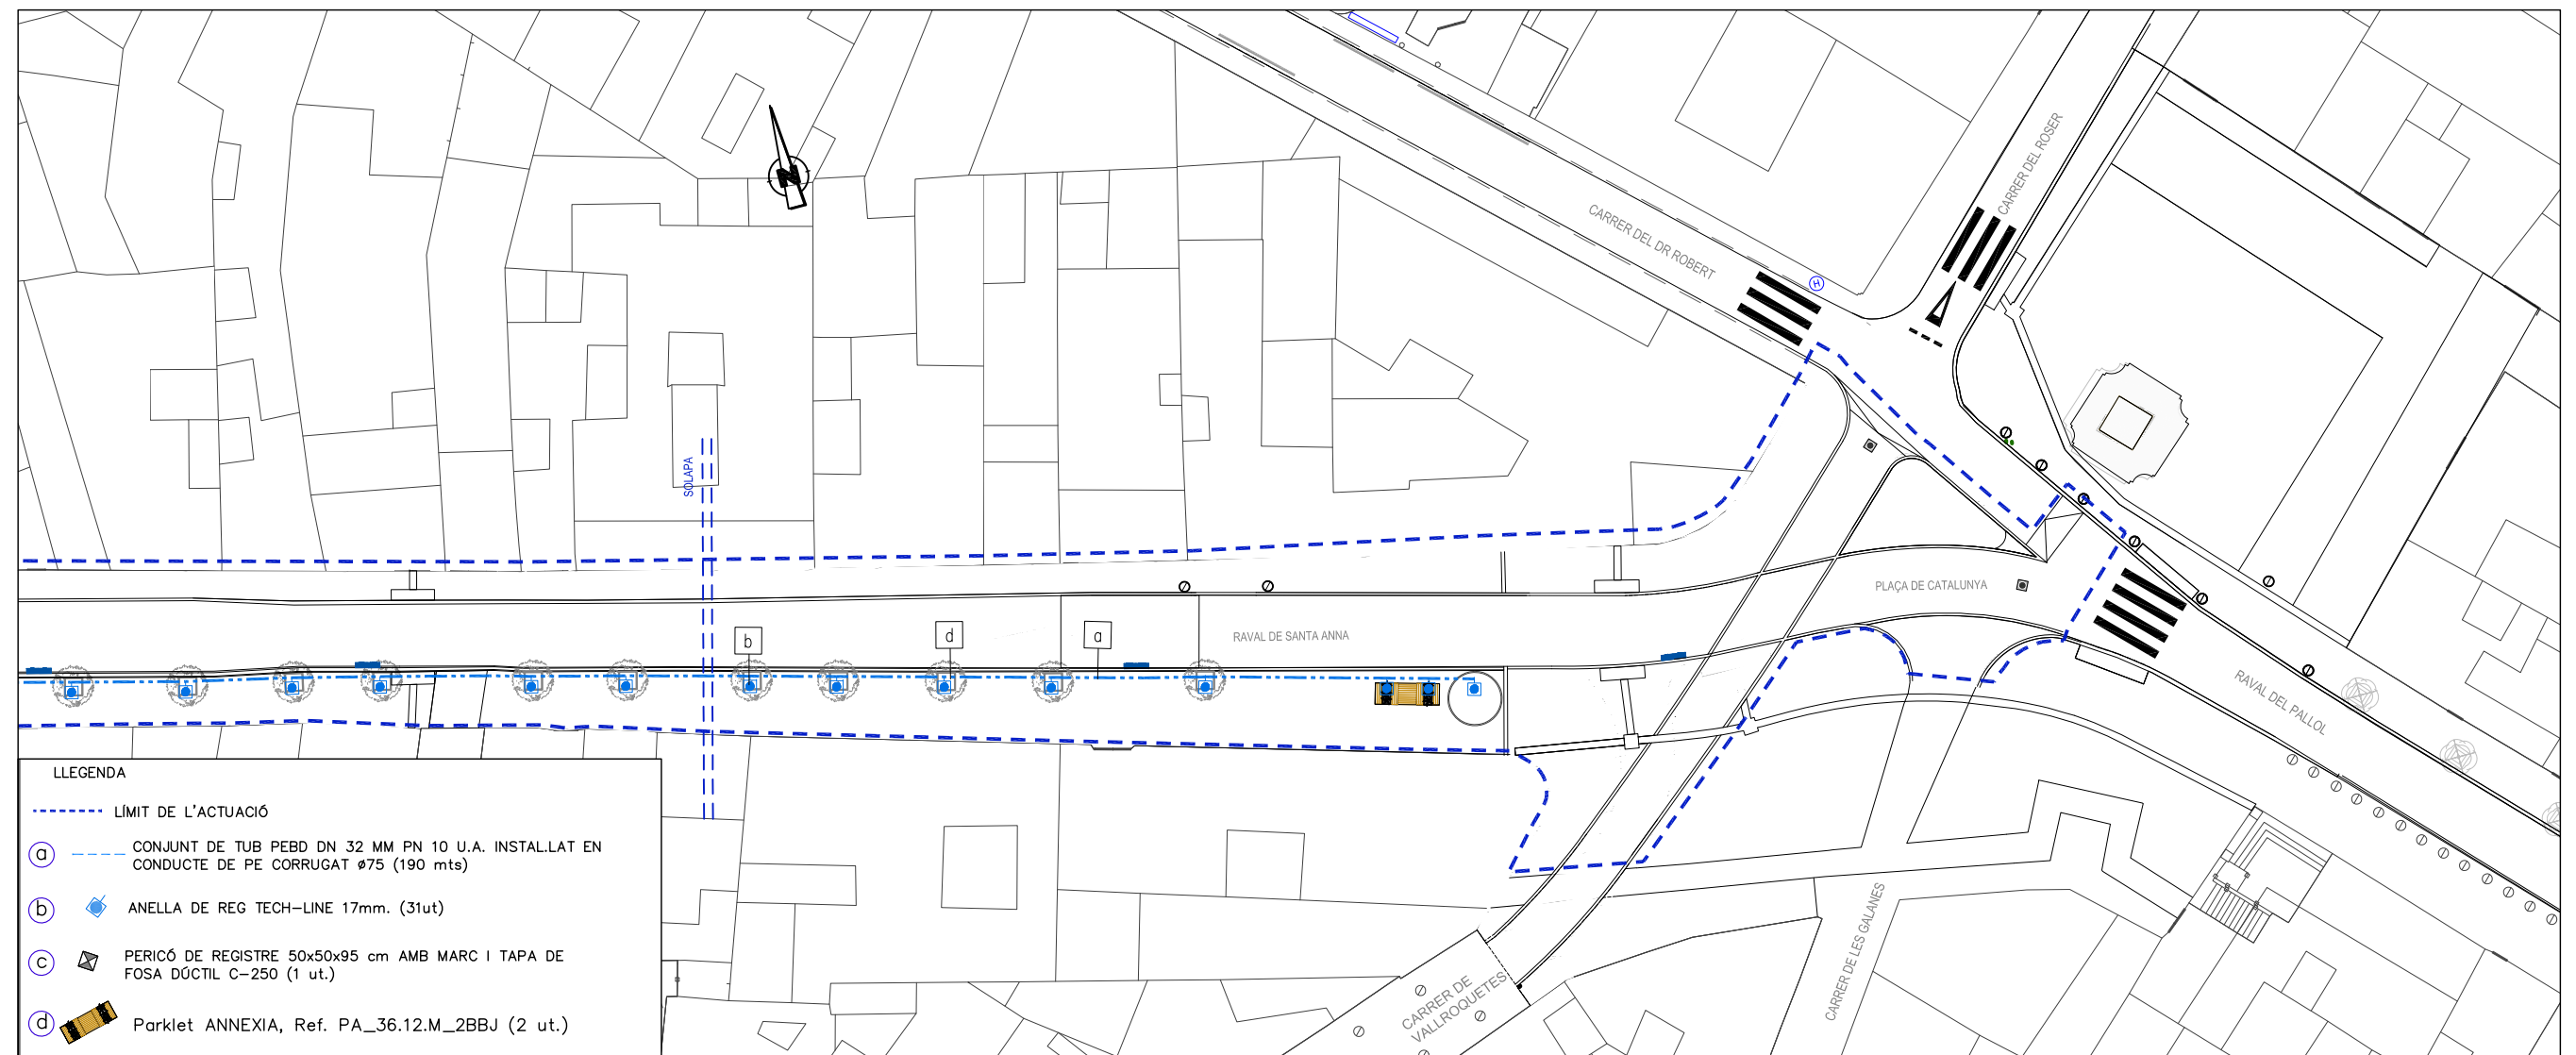 N
CARRER DEL DR ROBERT
CARRER DEL ROSER
H
SOLAPA
PLAÇA DE CATALUNYA
RAVAL DE SANTA ANNA
b
d
a
RAVAL DEL PALLOL
CARRER DE LES GALANES
CARRER DE
VALLROQUETES
LLEGENDA
LÍMIT DE L'ACTUACIÓ
a CONJUNT DE TUB PEBD DN 32 MM PN 10 U.A. INSTAL.LAT EN
CONDUCTE DE PE CORRUGAT ø75 (190 mts)
b ANELLA DE REG TECH-LINE 17mm. (31ut)
c PERICÓ DE REGISTRE 50x50x95 cm AMB MARC I TAPA DE
FOSA DÚCTIL C-250 (1 ut.)
d Parklet ANNEXIA, Ref. PA_36.12.M_2BBJ (2 ut.)